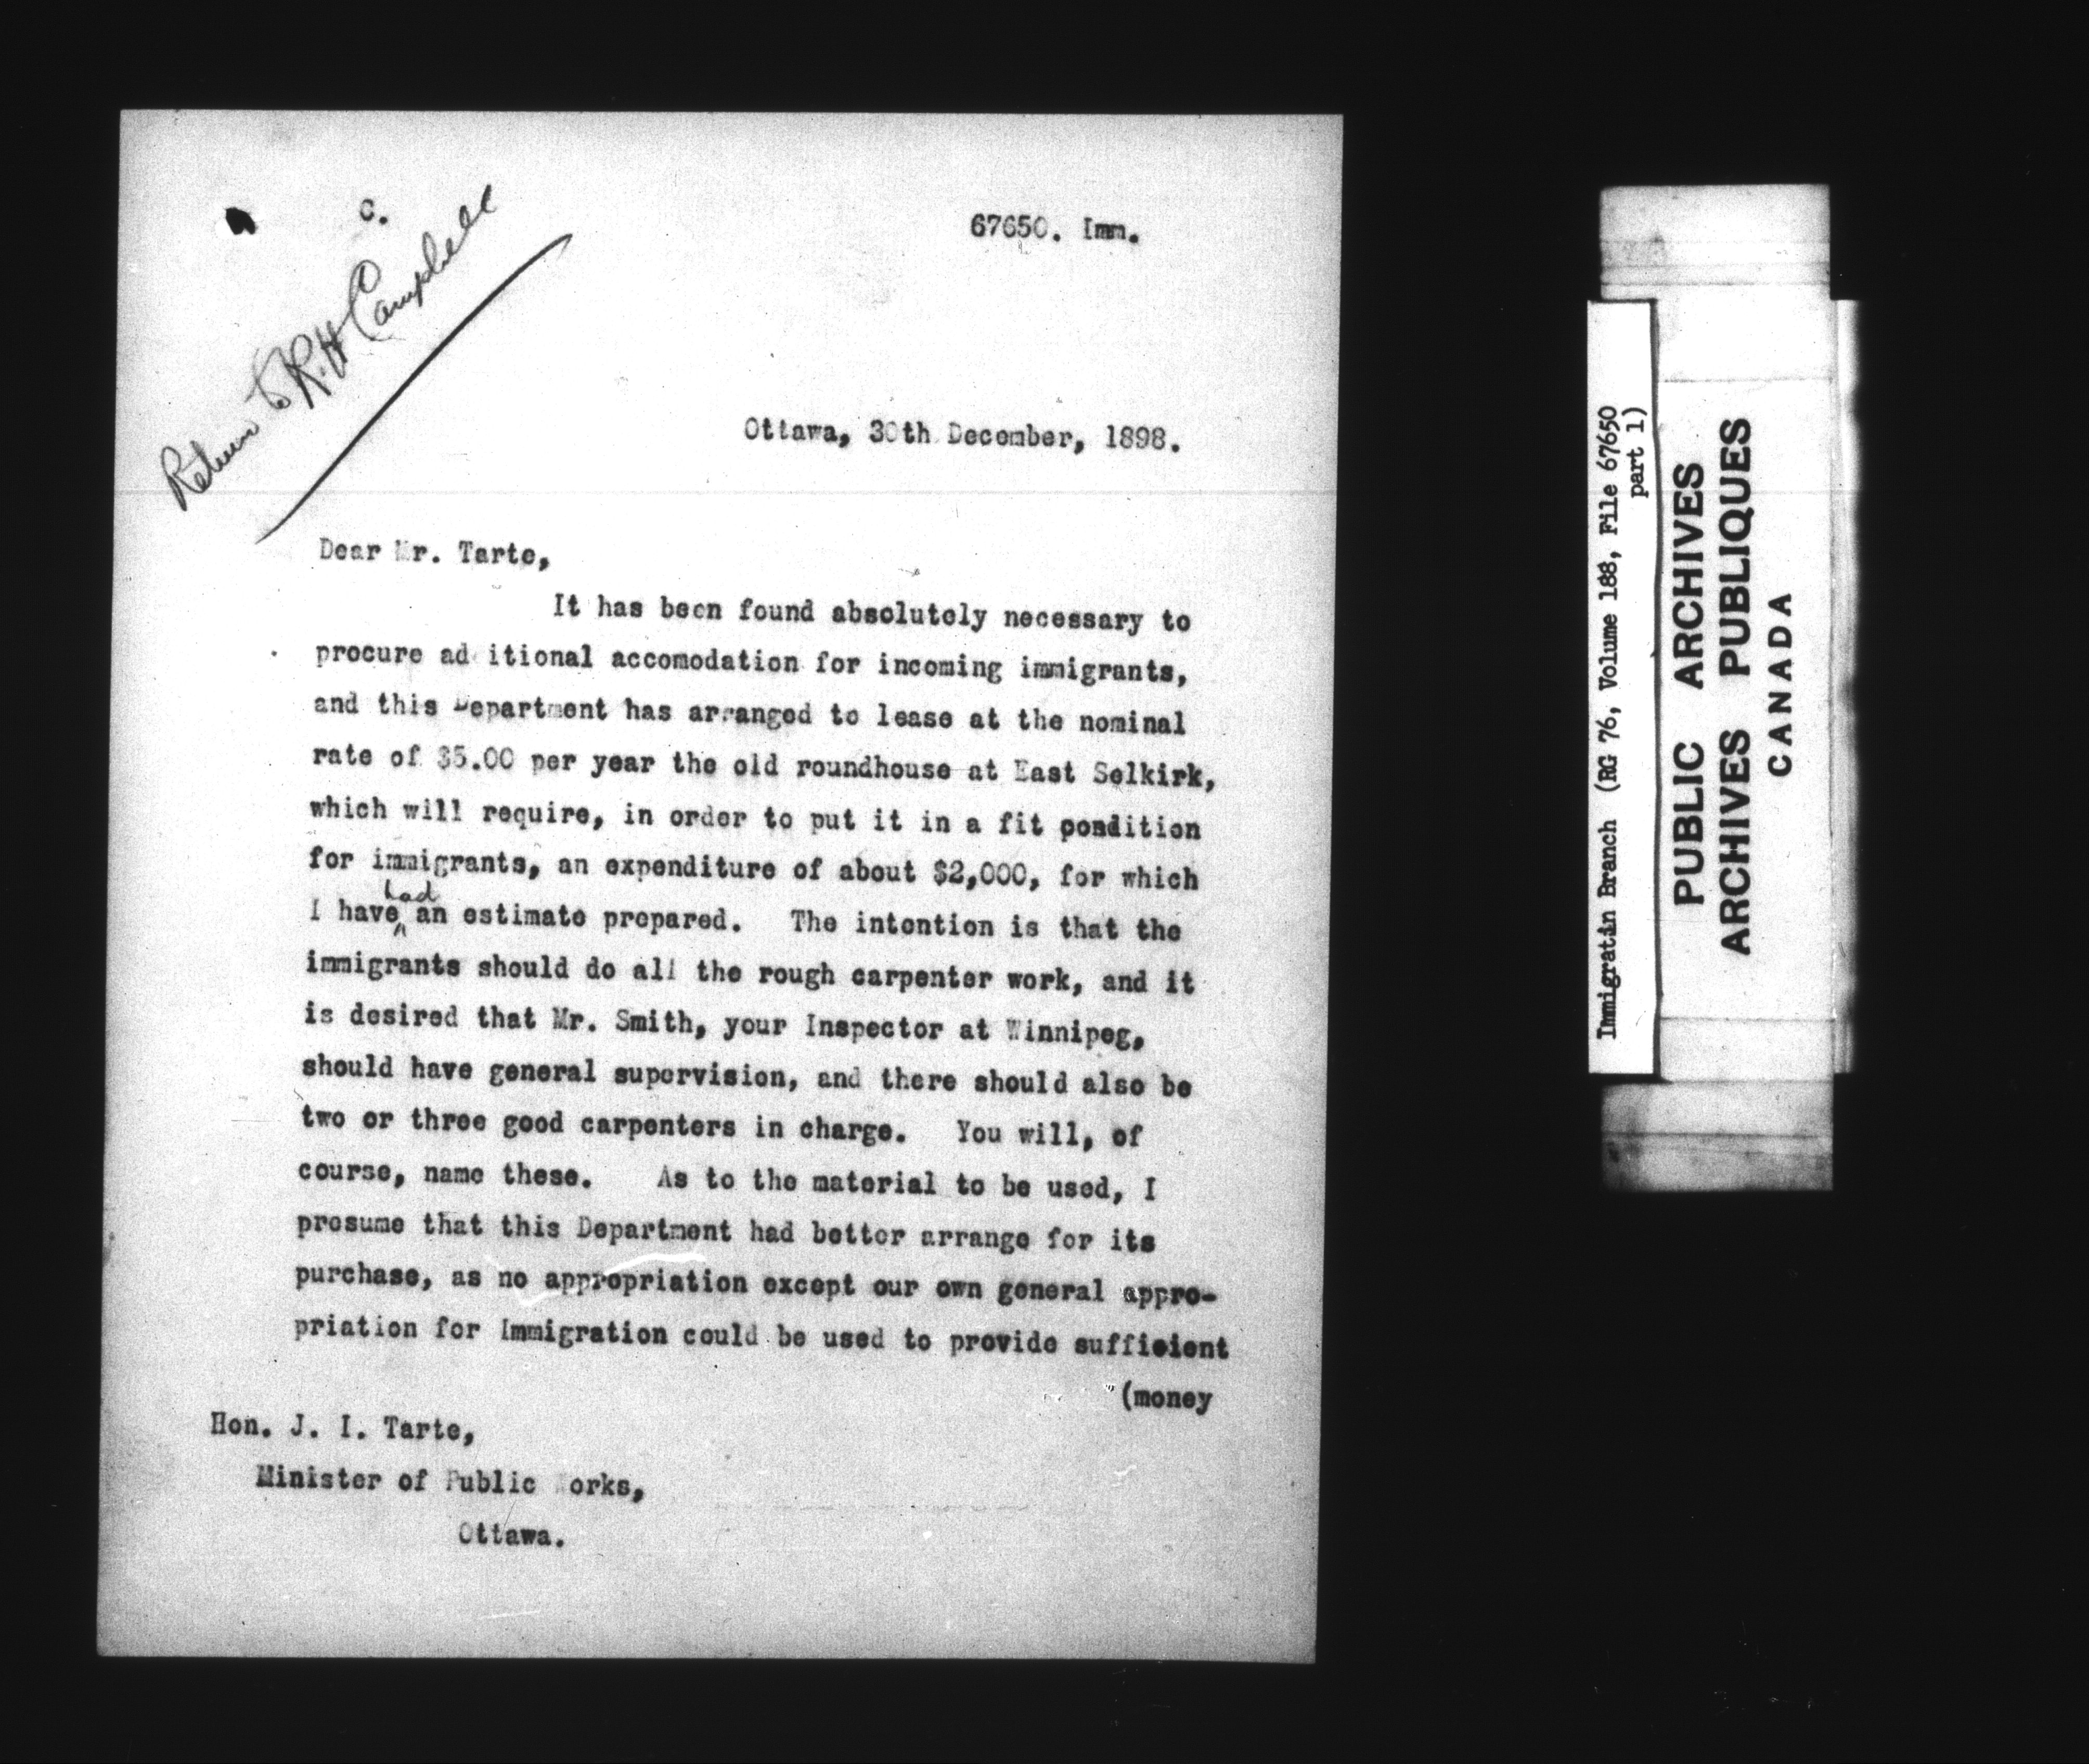 C.
67650. Imm.
Return to R.H Campbell
Ottawa, 30th December, 1898.
Dear Mr. Tarte,
It has been found absolutely necessary to
procure ad itional accomodation for incoming immigrants,
and this Department has arranged to lease at the nominal
rate of $5.00 per year the old roundhouse at East Selkirk,
which will require, in order to put it in a fit condition
for immigrants, an expenditure of about $2,000, for which
had
I have ^ an estimate prepared. The intention is that the
immigrants should do all the rough carpenter work, and it
is desired that Mr. Smith, your Inspector at Winnipeg,
should have general supervision, and there should also be
two or three good carpenters in charge. You will, of
course, name these. As to the material to be used, I
presume that this Department had better arrange for its
purchase, as no appropriation except our own general appro-
priation for Immigration could be used to provide sufficient
(money
Hon. J. I. Tarte,
Minister of Public Works,
Ottawa.
Immigratin Branch (RG 76, Volume 188, File 67650
part 1)
PUBLIC ARCHIVES
ARCHIVES PUBLIQUES
CANADA